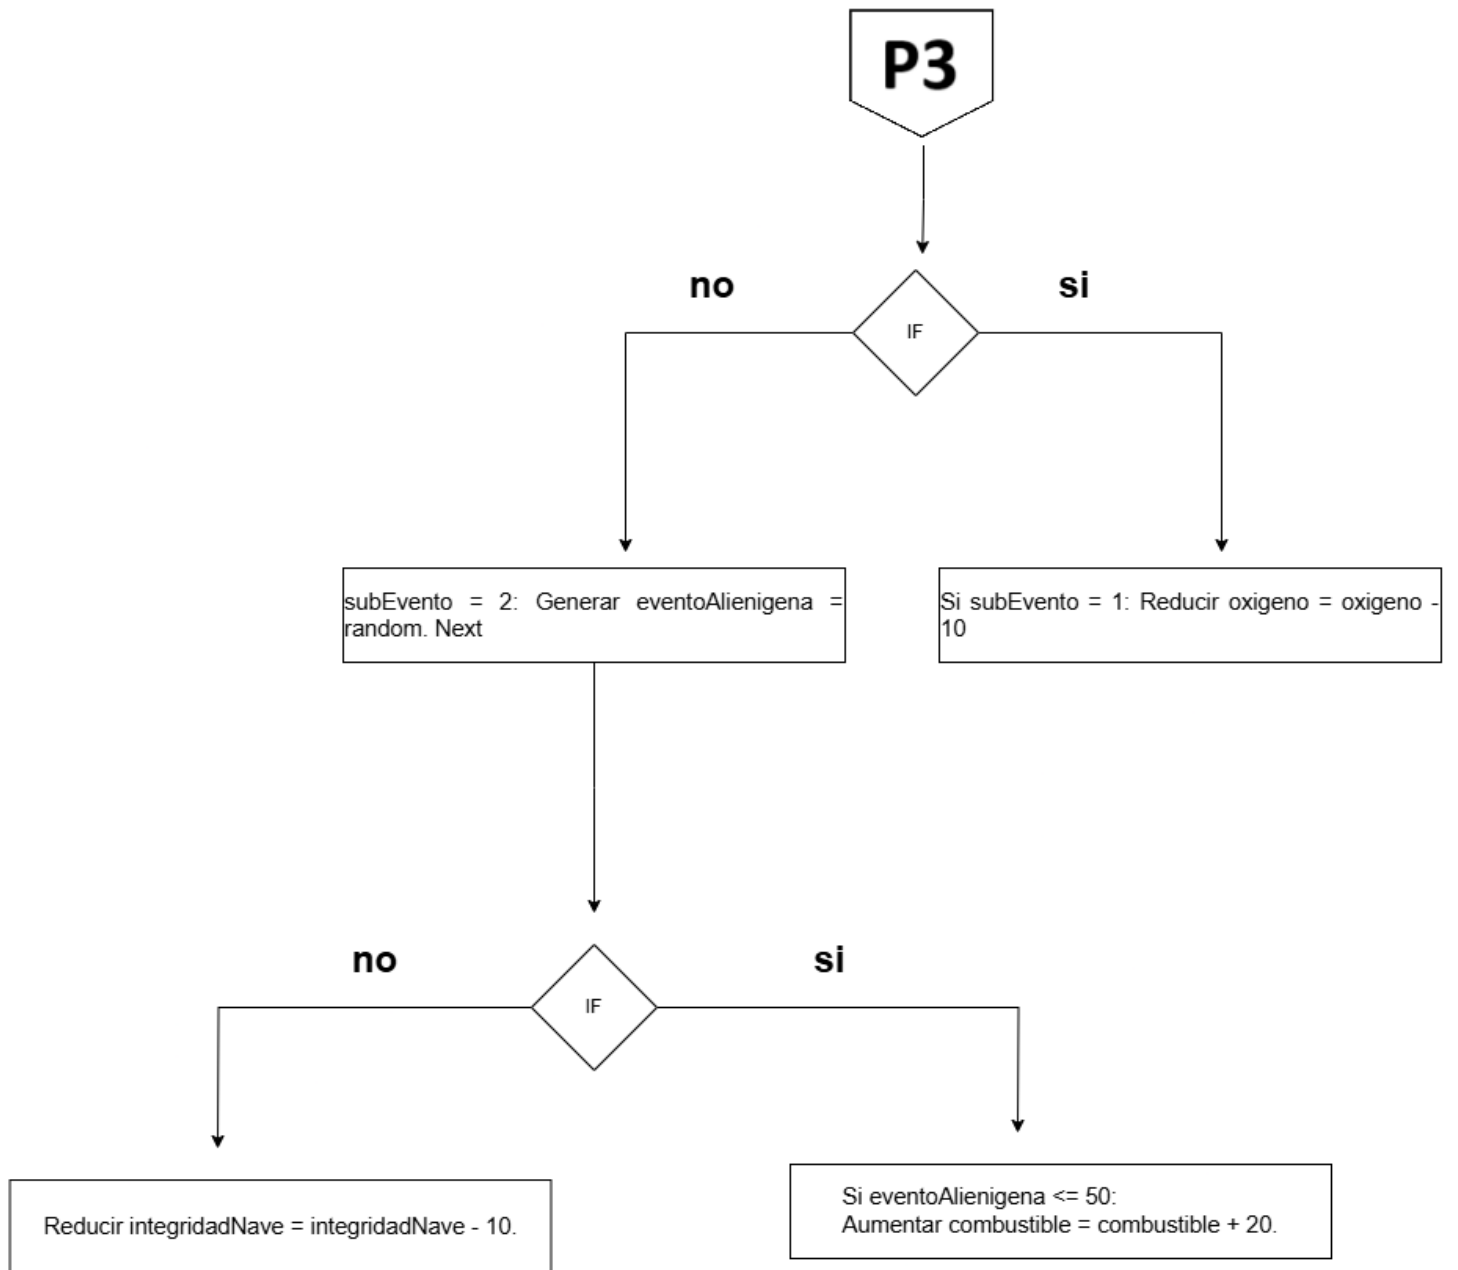 P3
no
si
IF
subEvento = 2: Generar eventoAlienigena =
random. Next
Si subEvento = 1: Reducir oxigeno = oxigeno -
10
no
si
IF
Reducir integridadNave = integridadNave - 10.
Si eventoAlienigena <= 50:
Aumentar combustible = combustible + 20.